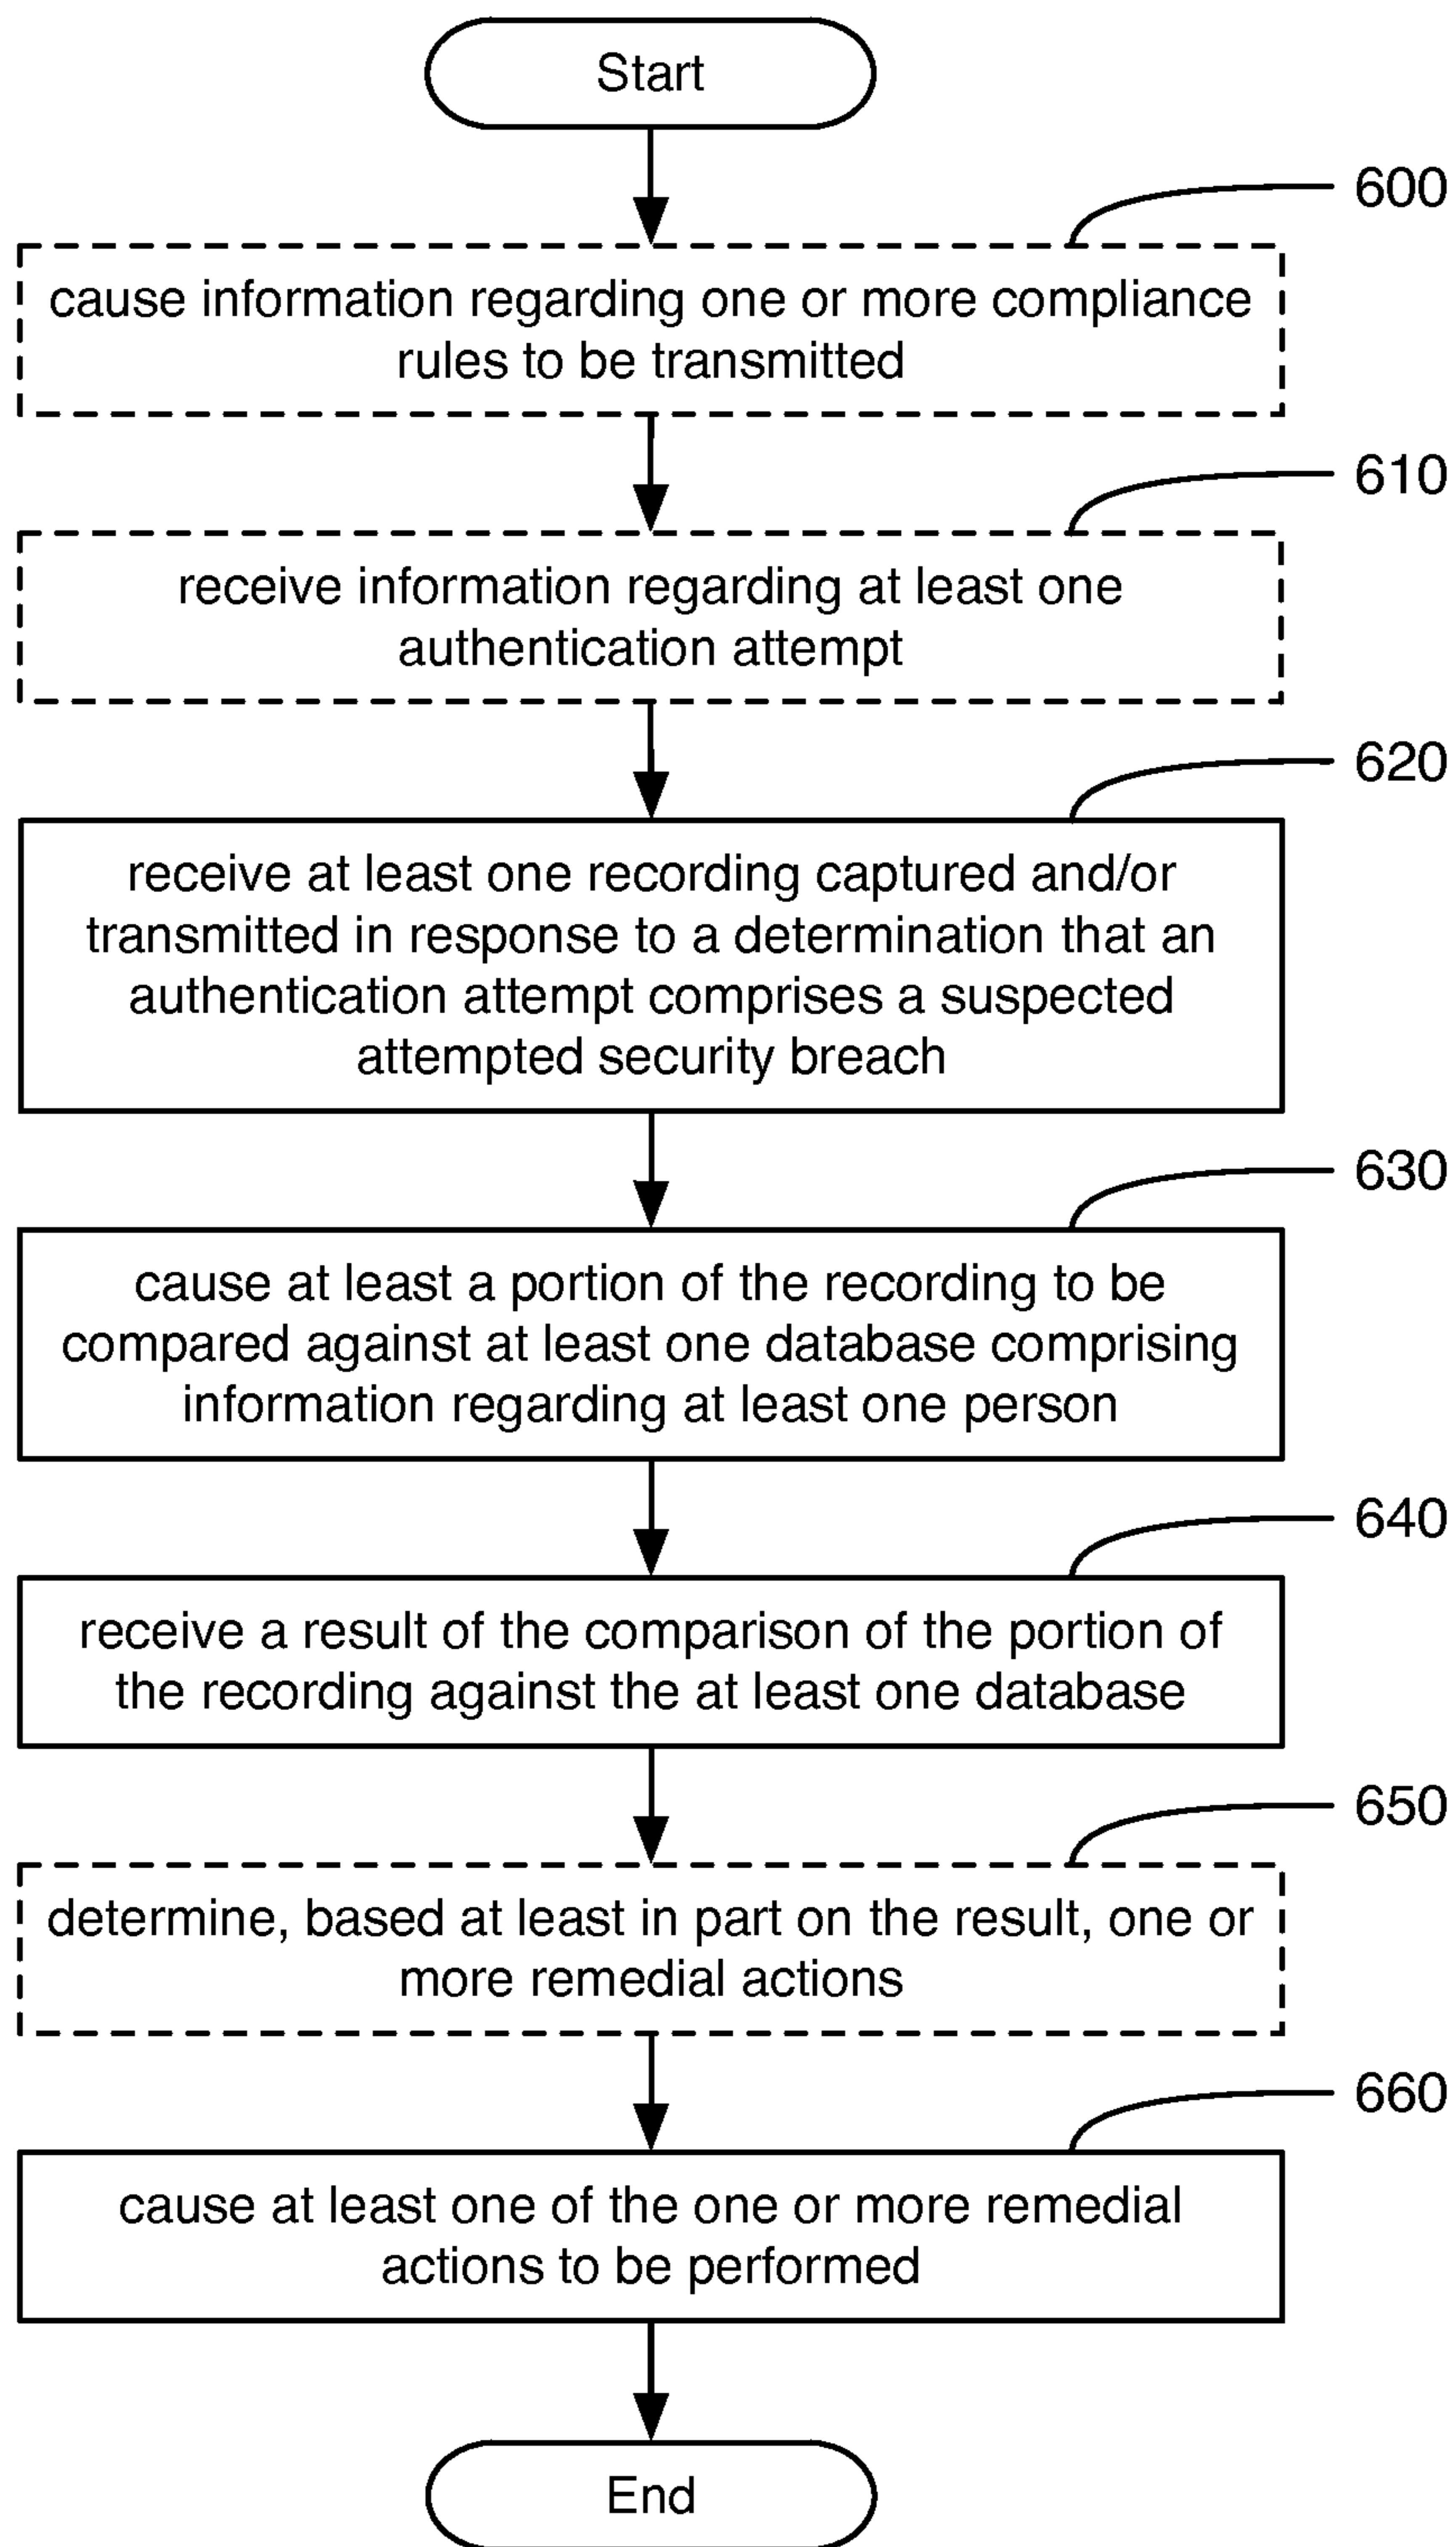 Start
600
cause information regarding one or more compliance
rules to be transmitted
610
receive information regarding at least one
authentication attempt
620
receive at least one recording captured and/or
transmitted in response to a determination that an
authentication attempt comprises a suspected
attempted security breach
630
cause at least a portion of the recording to be
compared against at least one database comprising
information regarding at least one person
640
receive a result of the comparison of the portion of
the recording against the at least one database
650
determine, based at least in part on the result, one or
more remedial actions
660
cause at least one of the one or more remedial
actions to be performed
End